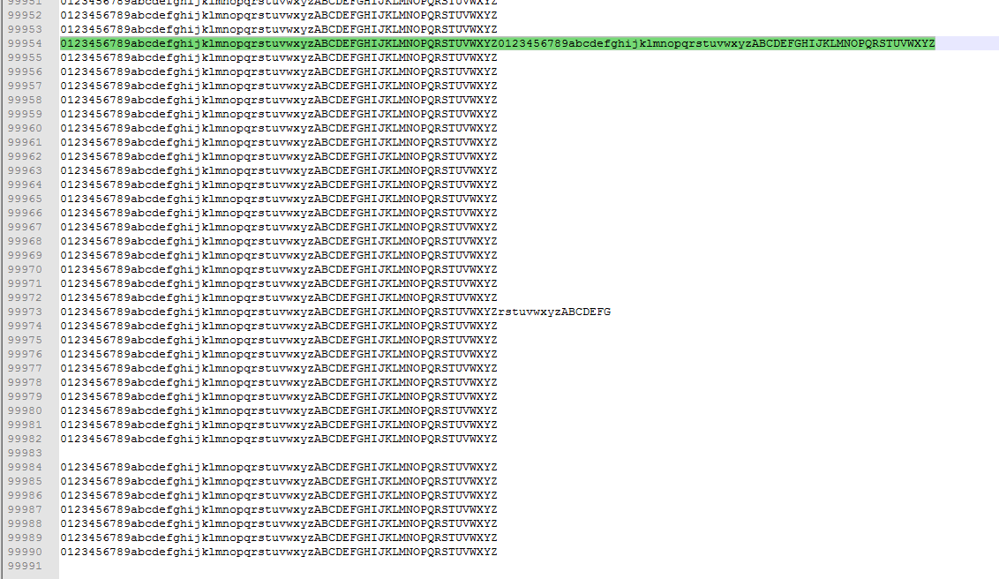 99951 0123456789abcdefghijklmnopqrstuvwxyzABCDEFGHIJKLMNOPQRSTUVWXYZ
99952 0123456789abcdefghijklmnopqrstuvwxyzABCDEFGHIJKLMNOPQRSTUVWXYZ
99953 0123456789abcdefghijklmnopqrstuvwxyzABCDEFGHIJKLMNOPQRSTUVWXYZ
99954 0123456789abcdefghijklmnopqrstuvwxyzABCDEFGHIJKLMNOPQRSTUVWXYZ0123456789abcdefghijklmnopqrstuvwxyzABCDEFGHIJKLMNOPQRSTUVWXYZ
99955 0123456789abcdefghijklmnopqrstuvwxyzABCDEFGHIJKLMNOPQRSTUVWXYZ
99956 0123456789abcdefghijklmnopqrstuvwxyzABCDEFGHIJKLMNOPQRSTUVWXYZ
99957 0123456789abcdefghijklmnopqrstuvwxyzABCDEFGHIJKLMNOPQRSTUVWXYZ
99958 0123456789abcdefghijklmnopqrstuvwxyzABCDEFGHIJKLMNOPQRSTUVWXYZ
99959 0123456789abcdefghijklmnopqrstuvwxyzABCDEFGHIJKLMNOPQRSTUVWXYZ
99960 0123456789abcdefghijklmnopqrstuvwxyzABCDEFGHIJKLMNOPQRSTUVWXYZ
99961 0123456789abcdefghijklmnopqrstuvwxyzABCDEFGHIJKLMNOPQRSTUVWXYZ
99962 0123456789abcdefghijklmnopqrstuvwxyzABCDEFGHIJKLMNOPQRSTUVWXYZ
99963 0123456789abcdefghijklmnopqrstuvwxyzABCDEFGHIJKLMNOPQRSTUVWXYZ
99964 0123456789abcdefghijklmnopqrstuvwxyzABCDEFGHIJKLMNOPQRSTUVWXYZ
99965 0123456789abcdefghijklmnopqrstuvwxyzABCDEFGHIJKLMNOPQRSTUVWXYZ
99966 0123456789abcdefghijklmnopqrstuvwxyzABCDEFGHIJKLMNOPQRSTUVWXYZ
99967 0123456789abcdefghijklmnopqrstuvwxyzABCDEFGHIJKLMNOPQRSTUVWXYZ
99968 0123456789abcdefghijklmnopqrstuvwxyzABCDEFGHIJKLMNOPQRSTUVWXYZ
99969 0123456789abcdefghijklmnopqrstuvwxyzABCDEFGHIJKLMNOPQRSTUVWXYZ
99970 0123456789abcdefghijklmnopqrstuvwxyzABCDEFGHIJKLMNOPQRSTUVWXYZ
99971 0123456789abcdefghijklmnopqrstuvwxyzABCDEFGHIJKLMNOPQRSTUVWXYZ
99972 0123456789abcdefghijklmnopqrstuvwxyzABCDEFGHIJKLMNOPQRSTUVWXYZ
99973 0123456789abcdefghijklmnopqrstuvwxyzABCDEFGHIJKLMNOPQRSTUVWXYZrstuvwxyzABCDEFG
99974 0123456789abcdefghijklmnopqrstuvwxyzABCDEFGHIJKLMNOPQRSTUVWXYZ
99975 0123456789abcdefghijklmnopqrstuvwxyzABCDEFGHIJKLMNOPQRSTUVWXYZ
99976 0123456789abcdefghijklmnopqrstuvwxyzABCDEFGHIJKLMNOPQRSTUVWXYZ
99977 0123456789abcdefghijklmnopqrstuvwxyzABCDEFGHIJKLMNOPQRSTUVWXYZ
99978 0123456789abcdefghijklmnopqrstuvwxyzABCDEFGHIJKLMNOPQRSTUVWXYZ
99979 0123456789abcdefghijklmnopqrstuvwxyzABCDEFGHIJKLMNOPQRSTUVWXYZ
99980 0123456789abcdefghijklmnopqrstuvwxyzABCDEFGHIJKLMNOPQRSTUVWXYZ
99981 0123456789abcdefghijklmnopqrstuvwxyzABCDEFGHIJKLMNOPQRSTUVWXYZ
99982 0123456789abcdefghijklmnopqrstuvwxyzABCDEFGHIJKLMNOPQRSTUVWXYZ
99983
99984 0123456789abcdefghijklmnopqrstuvwxyzABCDEFGHIJKLMNOPQRSTUVWXYZ
99985 0123456789abcdefghijklmnopqrstuvwxyzABCDEFGHIJKLMNOPQRSTUVWXYZ
99986 0123456789abcdefghijklmnopqrstuvwxyzABCDEFGHIJKLMNOPQRSTUVWXYZ
99987 0123456789abcdefghijklmnopqrstuvwxyzABCDEFGHIJKLMNOPQRSTUVWXYZ
99988 0123456789abcdefghijklmnopqrstuvwxyzABCDEFGHIJKLMNOPQRSTUVWXYZ
99989 0123456789abcdefghijklmnopqrstuvwxyzABCDEFGHIJKLMNOPQRSTUVWXYZ
99990 0123456789abcdefghijklmnopqrstuvwxyzABCDEFGHIJKLMNOPQRSTUVWXYZ
99991